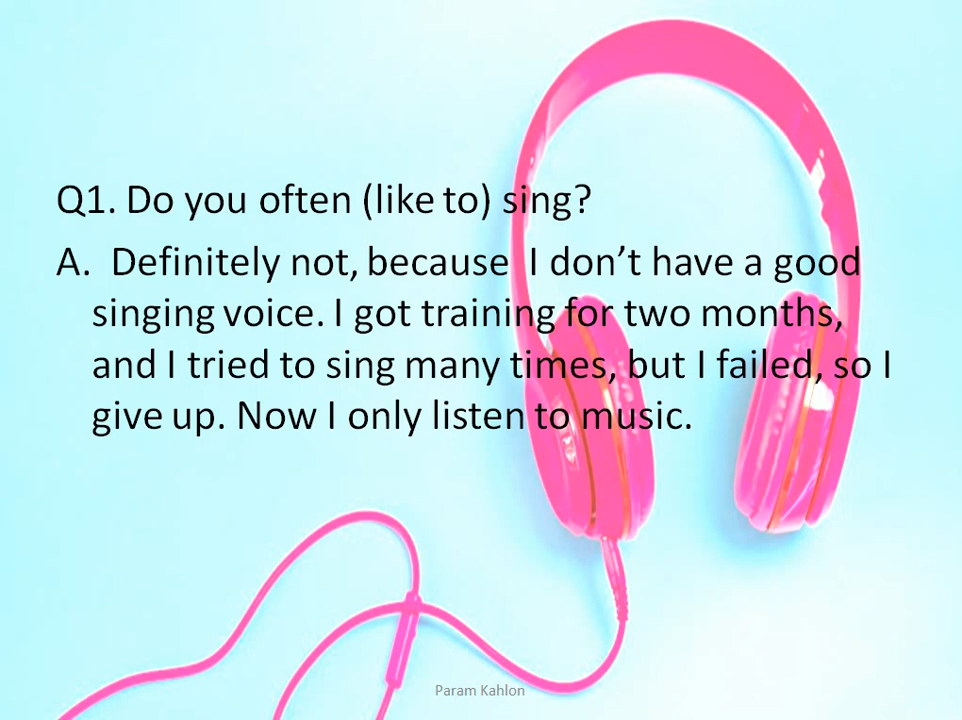 Q1. Do you often (like to) sing?
A.  Definitely not, because  I don’t have a good
singing voice. I got training for two months,
and I tried to sing many times, but I failed, so I
give up. Now I only listen to music.
Param Kahlon